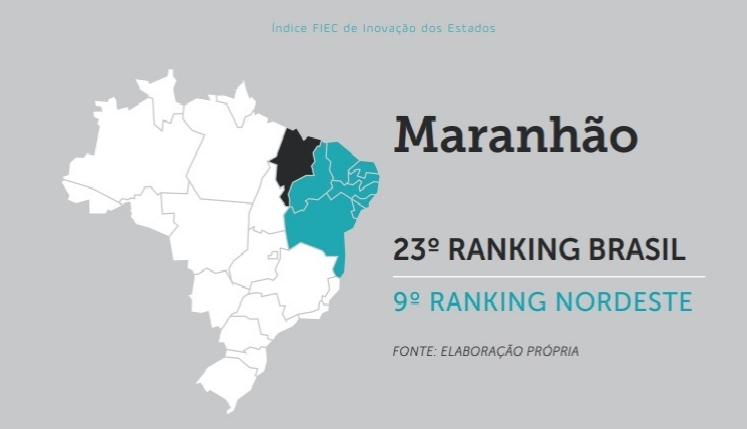 Índice FIEC de Inovação dos Estados
Maranhão
23º RANKING BRASIL
9º RANKING NORDESTE
FONTE: ELABORAÇÃO PRÓPRIA